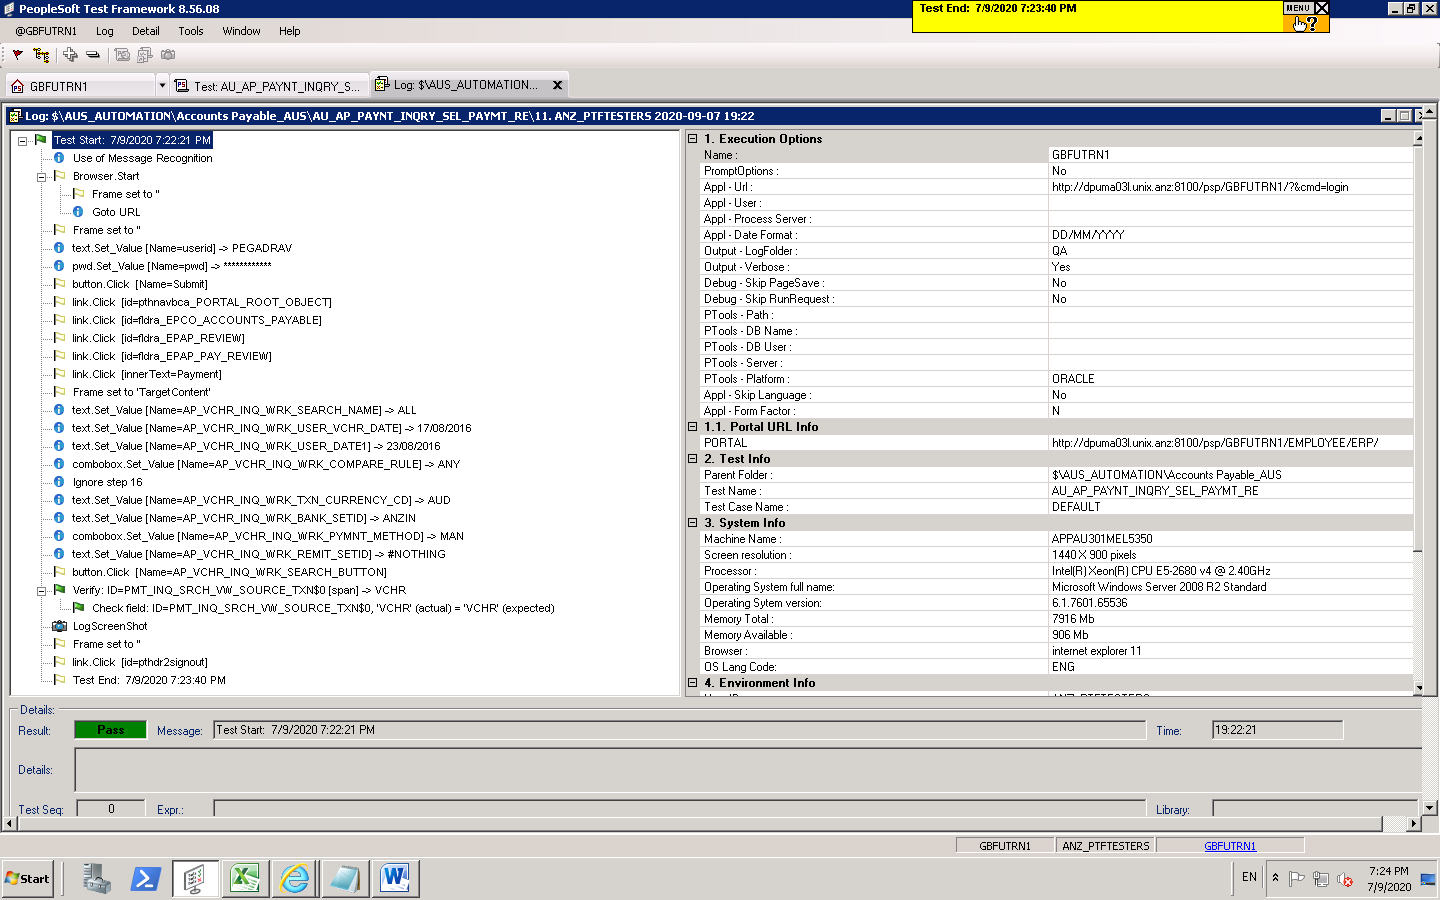 PeopleSoft Test Framework 8.56.08
Test End: 7/9/2020 7:23:40 PM
MENU
@GBFUTRN1 Log Detail Tools Window Help
GBFUTRN1 Test: AU_AP_PAYNT_INQRY_S... Log: $\AUS_AUTOMATION...
Log: $\AUS_AUTOMATION\Accounts Payable_AUS\AU_AP_PAYNT_INQRY_SEL_PAYMT_RE\11. ANZ_PTFTESTERS 2020-09-07 19:22
Test Start: 7/9/2020 7:22:21 PM
Use of Message Recognition
Browser.Start
Frame set to ''
Goto URL
Frame set to ''
text.Set_Value [Name=userid] -> PEGADRAV
pwd.Set_Value [Name=pwd] -> ************
button.Click [Name=Submit]
link.Click [id=pthnavbca_PORTAL_ROOT_OBJECT]
link.Click [id=fldra_EPCO_ACCOUNTS_PAYABLE]
link.Click [id=fldra_EPAP_REVIEW]
link.Click [id=fldra_EPAP_PAY_REVIEW]
link.Click [innerText=Payment]
Frame set to 'TargetContent'
text.Set_Value [Name=AP_VCHR_INQ_WRK_SEARCH_NAME] -> ALL
text.Set_Value [Name=AP_VCHR_INQ_WRK_USER_VCHR_DATE] -> 17/08/2016
text.Set_Value [Name=AP_VCHR_INQ_WRK_USER_DATE1] -> 23/08/2016
combobox.Set_Value [Name=AP_VCHR_INQ_WRK_COMPARE_RULE] -> ANY
Ignore step 16
text.Set_Value [Name=AP_VCHR_INQ_WRK_TXN_CURRENCY_CD] -> AUD
text.Set_Value [Name=AP_VCHR_INQ_WRK_BANK_SETID] -> ANZIN
combobox.Set_Value [Name=AP_VCHR_INQ_WRK_PYMNT_METHOD] -> MAN
text.Set_Value [Name=AP_VCHR_INQ_WRK_REMIT_SETID] -> #NOTHING
button.Click [Name=AP_VCHR_INQ_WRK_SEARCH_BUTTON]
Verify: ID=PMT_INQ_SRCH_VW_SOURCE_TXN$0 [span] -> VCHR
Check field: ID=PMT_INQ_SRCH_VW_SOURCE_TXN$0, 'VCHR' (actual) = 'VCHR' (expected)
LogScreenShot
Frame set to ''
link.Click [id=pthdr2signout]
Test End: 7/9/2020 7:23:40 PM
1. Execution Options
Name : GBFUTRN1
PromptOptions : No
Appl - Url : http://dpuma03l.unix.anz:8100/psp/GBFUTRN1/?&cmd=login
Appl - User :
Appl - Process Server :
Appl - Date Format : DD/MM/YYYY
Output - LogFolder : QA
Output - Verbose : Yes
Debug - Skip PageSave : No
Debug - Skip RunRequest : No
PTools - Path :
PTools - DB Name :
PTools - DB User :
PTools - Server :
PTools - Platform : ORACLE
Appl - Skip Language : No
Appl - Form Factor : N
1.1. Portal URL Info
PORTAL http://dpuma03l.unix.anz:8100/psp/GBFUTRN1/EMPLOYEE/ERP/
2. Test Info
Parent Folder : $\AUS_AUTOMATION\Accounts Payable_AUS
Test Name : AU_AP_PAYNT_INQRY_SEL_PAYMT_RE
Test Case Name : DEFAULT
3. System Info
Machine Name : APPAU301MEL5350
Screen resolution : 1440 X 900 pixels
Processor : Intel(R) Xeon(R) CPU E5-2680 v4 @ 2.40GHz
Operating System full name: Microsoft Windows Server 2008 R2 Standard
Operating Sytem version: 6.1.7601.65536
Memory Total : 7916 Mb
Memory Available : 906 Mb
Browser : internet explorer 11
OS Lang Code: ENG
4. Environment Info
Details:
Result: Pass Message: Test Start: 7/9/2020 7:22:21 PM Time: 19:22:21
Details:
Test Seq: 0 Expr.: Library:
GBFUTRN1 ANZ_PTFTESTERS GBFUTRN1
Start EN 7:24 PM
7/9/2020